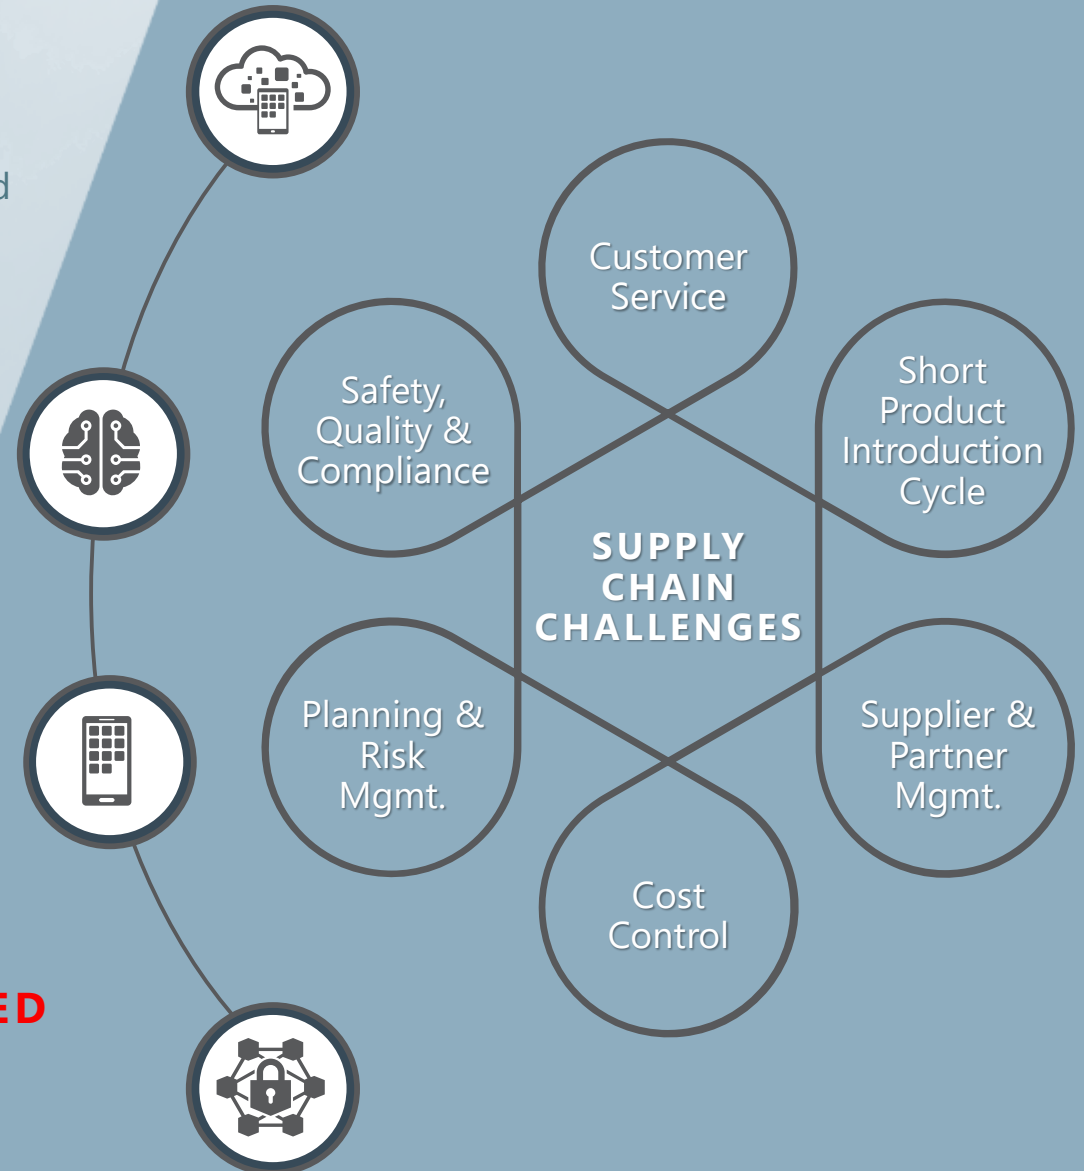 Customer
Service
Safety,
Quality &
Compliance
Short
Product
Introduction
Cycle
SUPPLY
CHAIN
CHALLENGES
Planning &
Risk
Mgmt.
Supplier &
Partner
Mgmt.
Cost
Control